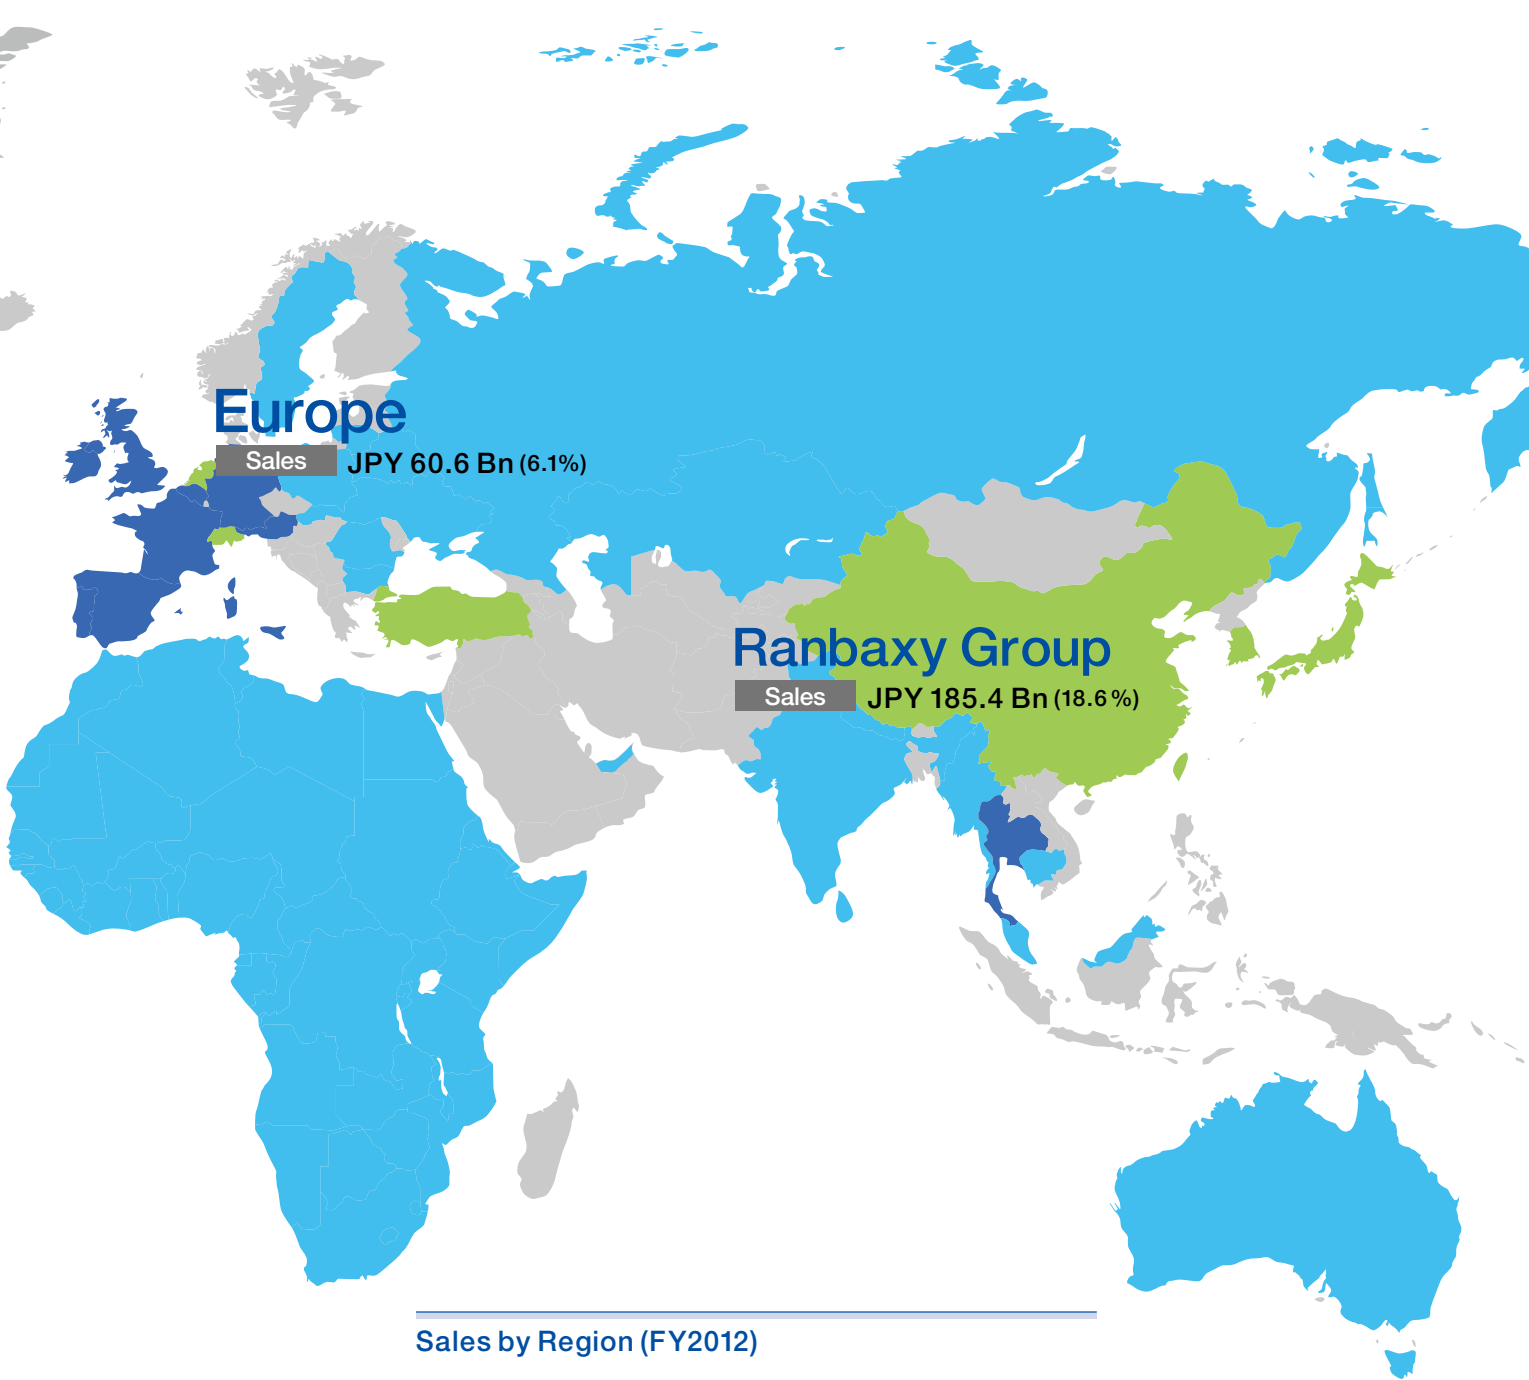 Europe
Sales JPY 60.6 Bn (6.1%)
Ranbaxy Group
Sales JPY 185.4 Bn (18.6%)
Sales by Region (FY2012)